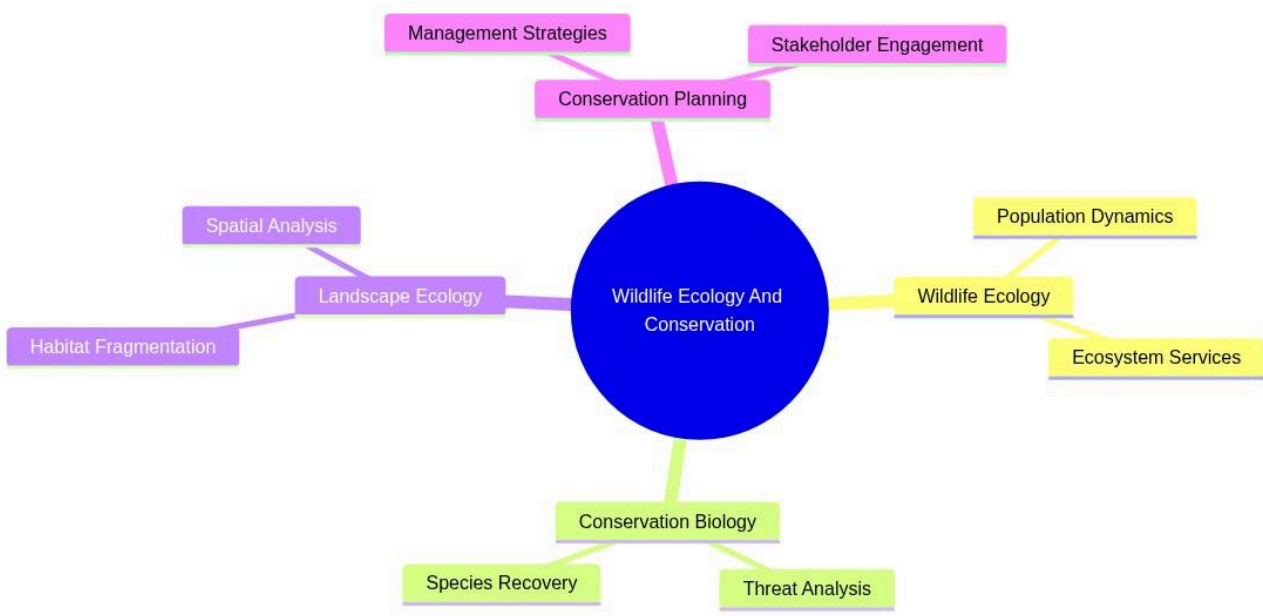 Management Strategies
Stakeholder Engagement
Conservation Planning
Spatial Analysis
Population Dynamics
Landscape Ecology
Wildlife Ecology And
Conservation
Wildlife Ecology
Habitat Fragmentation
Ecosystem Services
Conservation Biology
Species Recovery
Threat Analysis